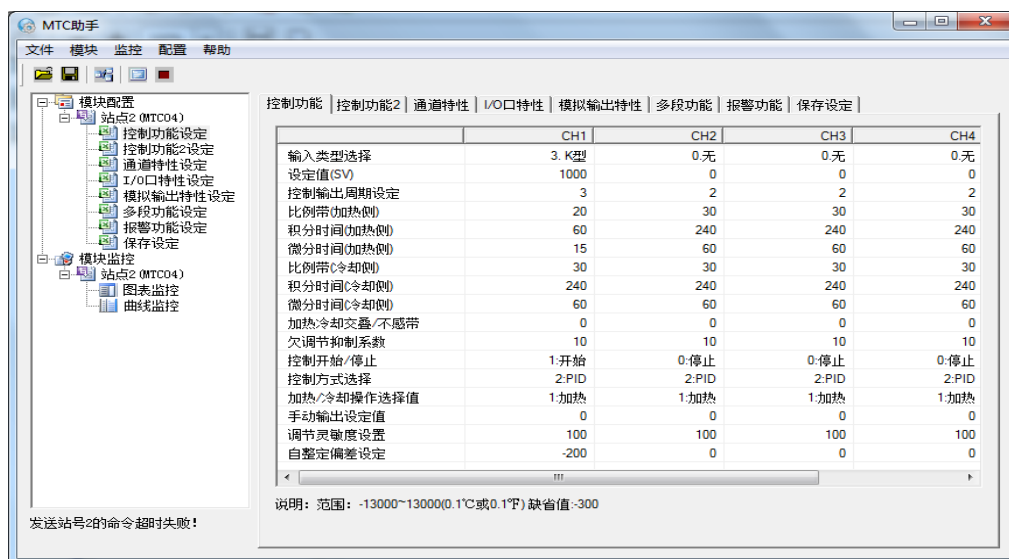 MTC助手
文件 模块 监控 配置 帮助
模块配置
站点2 (MTC04)
控制功能设定
控制功能2设定
通道特性设定
I/O口特性设定
模拟输出特性设定
多段功能设定
报警功能设定
保存设定
模块监控
站点2 (MTC04)
图表监控
曲线监控
发送站号2的命令超时失败!
控制功能 控制功能2 通道特性 I/O口特性 模拟输出特性 多段功能 报警功能 保存设定
CH1 CH2 CH3 CH4
输入类型选择 3. K型 0.无 0.无 0.无
设定值(SV) 1000 0 0 0
控制输出周期设定 3 2 2 2
比例带(加热侧) 20 30 30 30
积分时间(加热侧) 60 240 240 240
微分时间(加热侧) 15 60 60 60
比例带(冷却侧) 30 30 30 30
积分时间(冷却侧) 240 240 240 240
微分时间(冷却侧) 60 60 60 60
加热冷却交叠/不感带 0 0 0 0
欠调节抑制系数 10 10 10 10
控制开始/停止 1:开始 0:停止 0:停止 0:停止
控制方式选择 2:PID 2:PID 2:PID 2:PID
加热/冷却操作选择值 1:加热 1:加热 1:加热 1:加热
手动输出设定值 0 0 0 0
调节灵敏度设置 100 100 100 100
自整定偏差设定 -200 0 0 0
说明: 范围: -13000~13000(0.1℃或0.1℉) 缺省值:-300